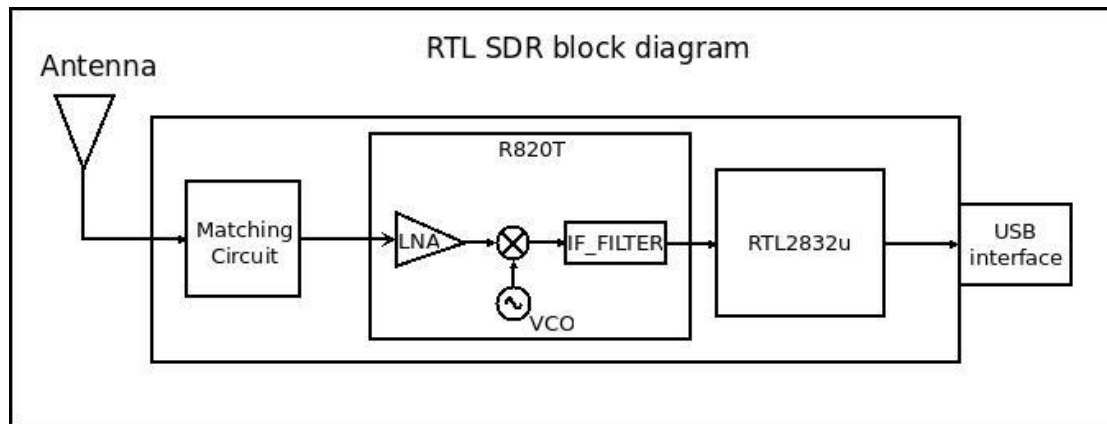 RTL SDR block diagram
Antenna
R820T
Matching
Circuit
LNA
IF_FILTER
VCO
RTL2832u
USB
interface